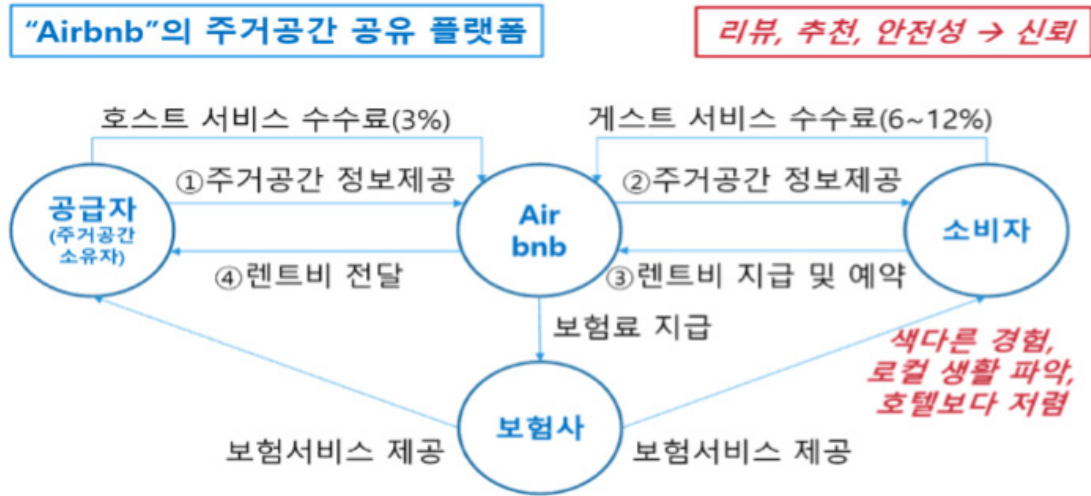 “Airbnb”의 주거공간 공유 플랫폼
리뷰, 추천, 안전성 → 신뢰
호스트 서비스 수수료(3%)
게스트 서비스 수수료(6~12%)
①주거공간 정보제공
②주거공간 정보제공
공급자
(주거공간
소유자)
Air
bnb
소비자
④렌트비 전달
③렌트비 지급 및 예약
보험료 지급
색다른 경험,
로컬 생활 파악,
호텔보다 저렴
보험사
보험서비스 제공
보험서비스 제공